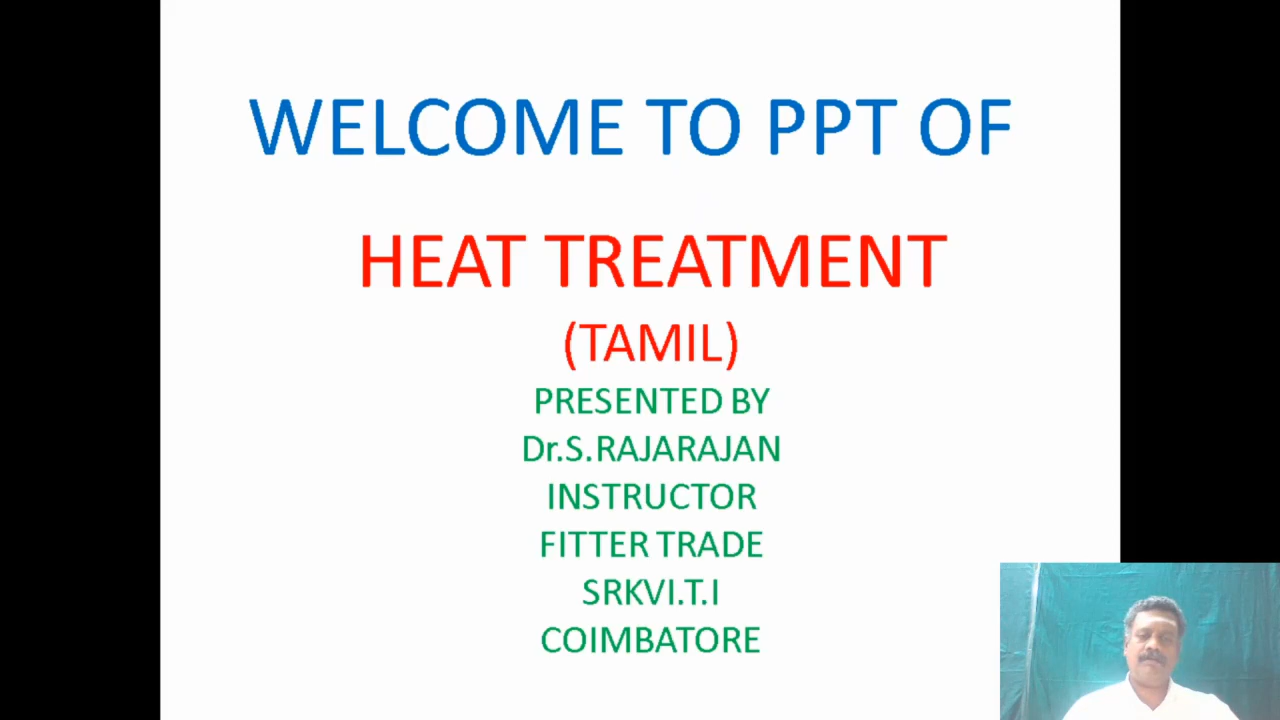 WELCOME TO PPT OF
HEAT TREATMENT
(TAMIL)
PRESENTED BY
Dr.S.RAJARAJAN
INSTRUCTOR
FITTER TRADE
SRKVI.T.I
COIMBATORE